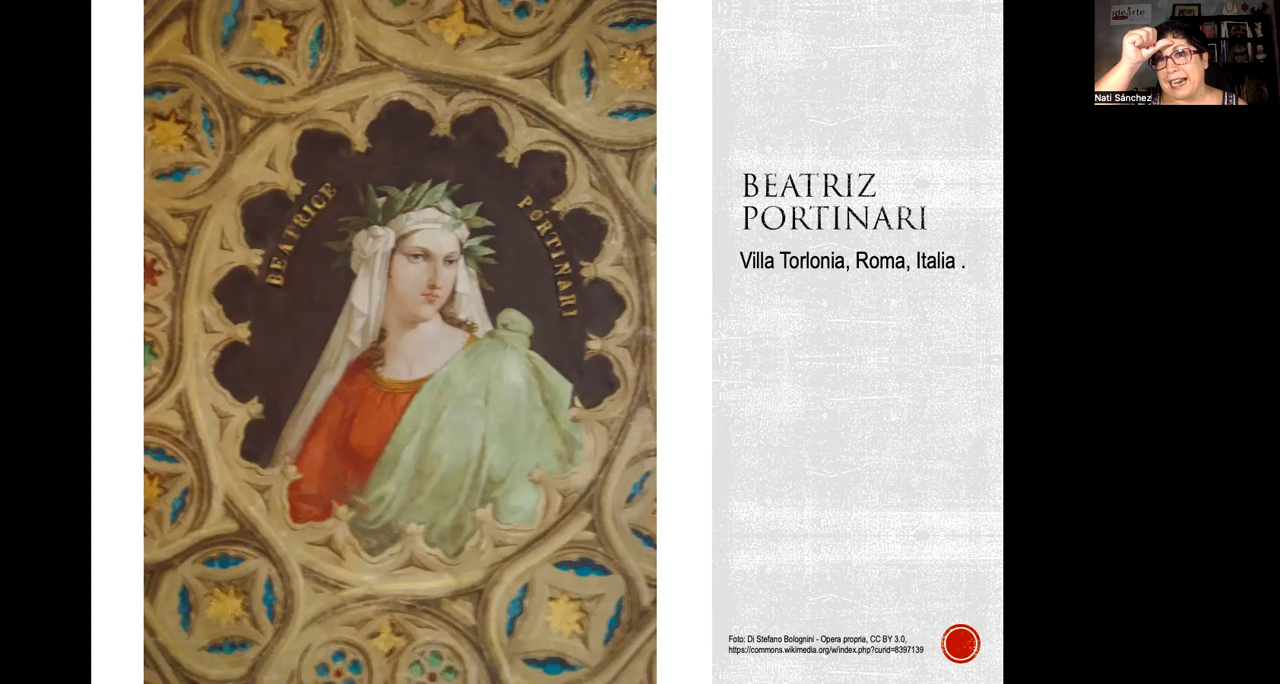 BEATRICE
PORTINARI
BEATRIZ
PORTINARI
Villa Torlonia, Roma, Italia .
Foto: Di Stefano Bolognini - Opera propria, CC BY 3.0,
https://commons.wikimedia.org/w/index.php?curid=8397139
idearte
Nati Sánchez